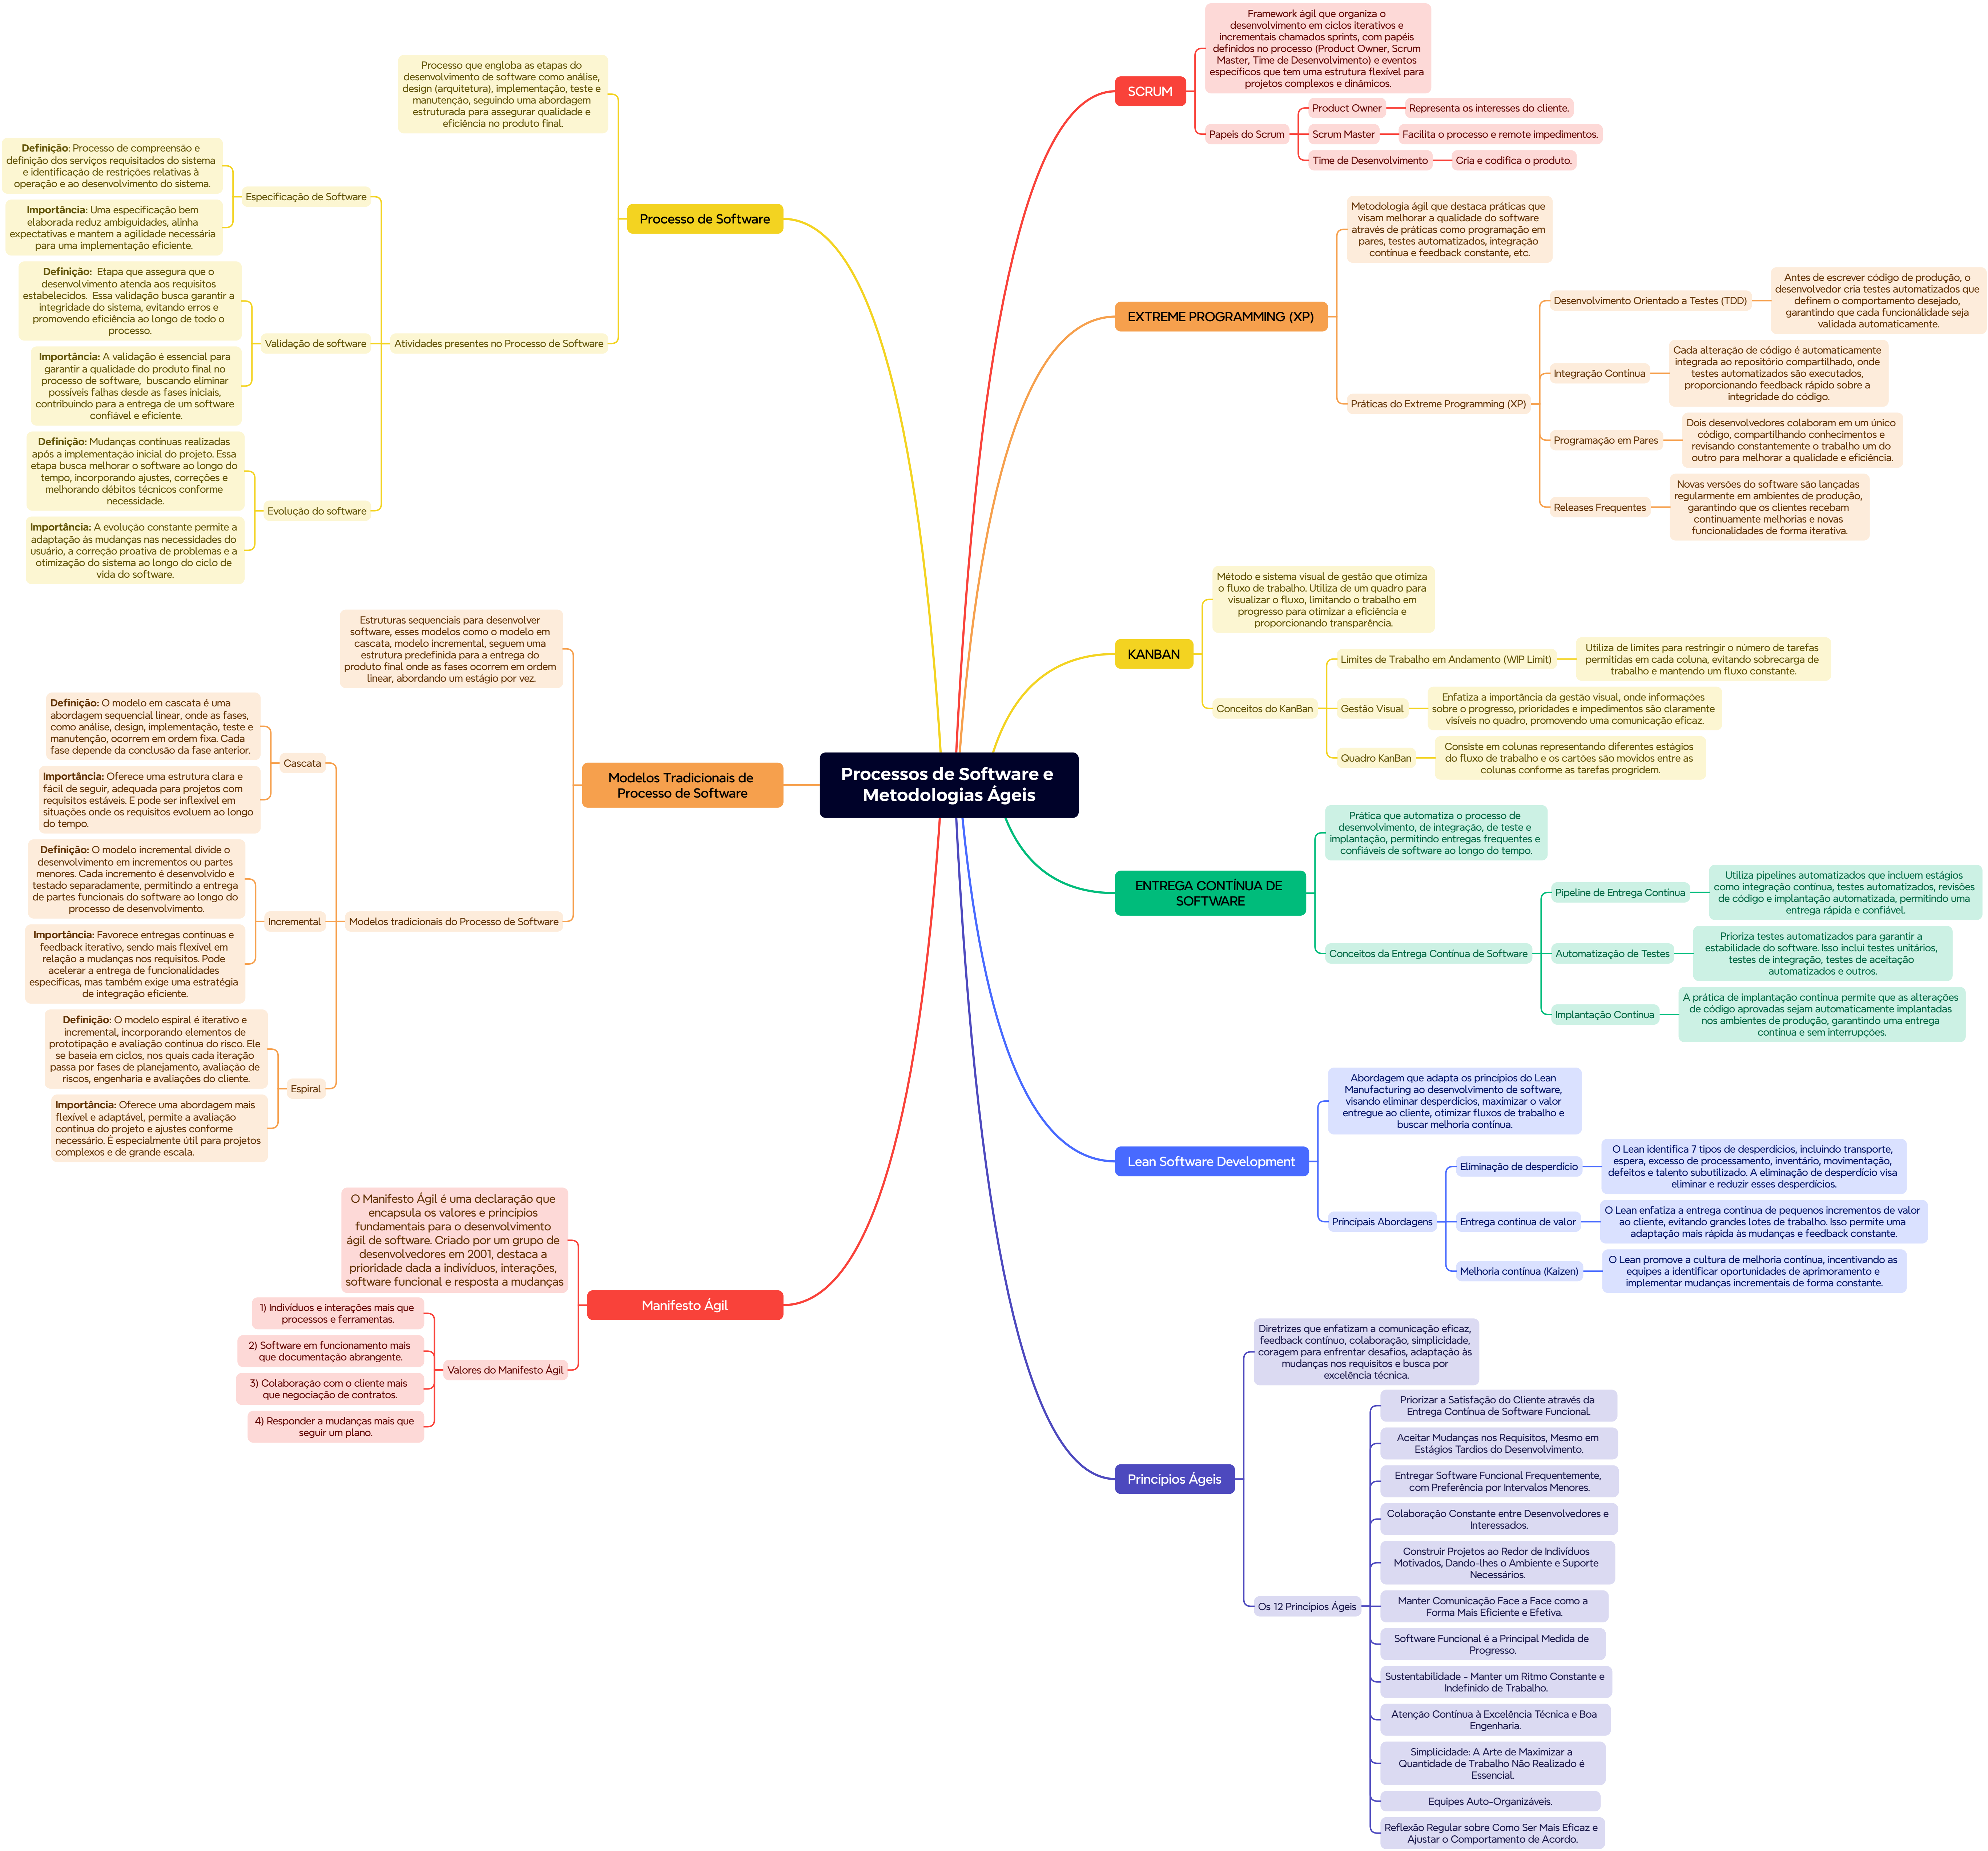 Processos de Software e
Metodologias Ágeis
Processo de Software
Processo que engloba as etapas do
desenvolvimento de software como análise,
design (arquitetura), implementação, teste e
manutenção, seguindo uma abordagem
estruturada para assegurar qualidade e
eficiência no produto final.
Atividades presentes no Processo de Software
Especificação de Software
Definição: Processo de compreensão e
definição dos serviços requisitados do sistema
e identificação de restrições relativas à
operação e ao desenvolvimento do sistema.
Importância: Uma especificação bem
elaborada reduz ambiguidades, alinha
expectativas e mantem a agilidade necessária
para uma implementação eficiente.
Validação de software
Definição: Etapa que assegura que o
desenvolvimento atenda aos requisitos
estabelecidos. Essa validação busca garantir a
integridade do sistema, evitando erros e
promovendo eficiência ao longo de todo o
processo.
Importância: A validação é essencial para
garantir a qualidade do produto final no
processo de software, buscando eliminar
possíveis falhas desde as fases iniciais,
contribuindo para a entrega de um software
confiável e eficiente.
Evolução do software
Definição: Mudanças contínuas realizadas
após a implementação inicial do projeto. Essa
etapa busca melhorar o software ao longo do
tempo, incorporando ajustes, correções e
melhorando débitos técnicos conforme
necessidade.
Importância: A evolução constante permite a
adaptação às mudanças nas necessidades do
usuário, a correção proativa de problemas e a
otimização do sistema ao longo do ciclo de
vida do software.
Modelos Tradicionais de
Processo de Software
Estruturas sequenciais para desenvolver
software, esses modelos como o modelo em
cascata, modelo incremental, seguem uma
estrutura predefinida para a entrega do
produto final onde as fases ocorrem em ordem
linear, abordando um estágio por vez.
Modelos tradicionais do Processo de Software
Cascata
Definição: O modelo em cascata é uma
abordagem sequencial linear, onde as fases,
como análise, design, implementação, teste e
manutenção, ocorrem em ordem fixa. Cada
fase depende da conclusão da fase anterior.
Importância: Oferece uma estrutura clara e
fácil de seguir, adequada para projetos com
requisitos estáveis. E pode ser inflexível em
situações onde os requisitos evoluem ao longo
do tempo.
Incremental
Definição: O modelo incremental divide o
desenvolvimento em incrementos ou partes
menores. Cada incremento é desenvolvido e
testado separadamente, permitindo a entrega
de partes funcionais do software ao longo do
processo de desenvolvimento.
Importância: Favorece entregas contínuas e
feedback iterativo, sendo mais flexível em
relação a mudanças nos requisitos. Pode
acelerar a entrega de funcionalidades
específicas, mas também exige uma estratégia
de integração eficiente.
Espiral
Definição: O modelo espiral é iterativo e
incremental, incorporando elementos de
prototipação e avaliação contínua do risco. Ele
se baseia em ciclos, nos quais cada iteração
passa por fases de planejamento, avaliação de
riscos, engenharia e avaliações do cliente.
Importância: Oferece uma abordagem mais
flexível e adaptável, permite a avaliação
contínua do projeto e ajustes conforme
necessário. É especialmente útil para projetos
complexos e de grande escala.
Manifesto Ágil
O Manifesto Ágil é uma declaração que
encapsula os valores e princípios
fundamentais para o desenvolvimento
ágil de software. Criado por um grupo de
desenvolvedores em 2001, destaca a
prioridade dada a indivíduos, interações,
software funcional e resposta a mudanças
Valores do Manifesto Ágil
1) Indivíduos e interações mais que
processos e ferramentas.
2) Software em funcionamento mais
que documentação abrangente.
3) Colaboração com o cliente mais
que negociação de contratos.
4) Responder a mudanças mais que
seguir um plano.
SCRUM
Framework ágil que organiza o
desenvolvimento em ciclos iterativos e
incrementais chamados sprints, com papéis
definidos no processo (Product Owner, Scrum
Master, Time de Desenvolvimento) e eventos
específicos que tem uma estrutura flexível para
projetos complexos e dinâmicos.
Papeis do Scrum
Product Owner
Representa os interesses do cliente.
Scrum Master
Facilita o processo e remote impedimentos.
Time de Desenvolvimento
Cria e codifica o produto.
EXTREME PROGRAMMING (XP)
Metodologia ágil que destaca práticas que
visam melhorar a qualidade do software
através de práticas como programação em
pares, testes automatizados, integração
contínua e feedback constante, etc.
Práticas do Extreme Programming (XP)
Desenvolvimento Orientado a Testes (TDD)
Antes de escrever código de produção, o
desenvolvedor cria testes automatizados que
definem o comportamento desejado,
garantindo que cada funciónálidade seja
validada automaticamente.
Integração Contínua
Cada alteração de código é automaticamente
integrada ao repositório compartilhado, onde
testes automatizados são executados,
proporcionando feedback rápido sobre a
integridade do código.
Programação em Pares
Dois desenvolvedores colaboram em um único
código, compartilhando conhecimentos e
revisando constantemente o trabalho um do
outro para melhorar a qualidade e eficiência.
Releases Frequentes
Novas versões do software são lançadas
regularmente em ambientes de produção,
garantindo que os clientes recebam
continuamente melhorias e novas
funcionalidades de forma iterativa.
KANBAN
Método e sistema visual de gestão que otimiza
o fluxo de trabalho. Utiliza de um quadro para
visualizar o fluxo, limitando o trabalho em
progresso para otimizar a eficiência e
proporcionando transparência.
Conceitos do KanBan
Limites de Trabalho em Andamento (WIP Limit)
Utiliza de limites para restringir o número de tarefas
permitidas em cada coluna, evitando sobrecarga de
trabalho e mantendo um fluxo constante.
Gestão Visual
Enfatiza a importância da gestão visual, onde informações
sobre o progresso, prioridades e impedimentos são claramente
visíveis no quadro, promovendo uma comunicação eficaz.
Quadro KanBan
Consiste em colunas representando diferentes estágios
do fluxo de trabalho e os cartões são movidos entre as
colunas conforme as tarefas progridem.
ENTREGA CONTÍNUA DE
SOFTWARE
Prática que automatiza o processo de
desenvolvimento, de integração, de teste e
implantação, permitindo entregas frequentes e
confiáveis de software ao longo do tempo.
Conceitos da Entrega Contínua de Software
Pipeline de Entrega Contínua
Utiliza pipelines automatizados que incluem estágios
como integração contínua, testes automatizados, revisões
de código e implantação automatizada, permitindo uma
entrega rápida e confiável.
Automatização de Testes
Prioriza testes automatizados para garantir a
estabilidade do software. Isso inclui testes unitários,
testes de integração, testes de aceitação
automatizados e outros.
Implantação Contínua
A prática de implantação contínua permite que as alterações
de código aprovadas sejam automaticamente implantadas
nos ambientes de produção, garantindo uma entrega
contínua e sem interrupções.
Lean Software Development
Abordagem que adapta os princípios do Lean
Manufacturing ao desenvolvimento de software,
visando eliminar desperdícios, maximizar o valor
entregue ao cliente, otimizar fluxos de trabalho e
buscar melhoria contínua.
Principais Abordagens
Eliminação de desperdício
O Lean identifica 7 tipos de desperdícios, incluindo transporte,
espera, excesso de processamento, inventário, movimentação,
defeitos e talento subutilizado. A eliminação de desperdício visa
eliminar e reduzir esses desperdícios.
Entrega contínua de valor
O Lean enfatiza a entrega contínua de pequenos incrementos de valor
ao cliente, evitando grandes lotes de trabalho. Isso permite uma
adaptação mais rápida às mudanças e feedback constante.
Melhoria contínua (Kaizen)
O Lean promove a cultura de melhoria contínua, incentivando as
equipes a identificar oportunidades de aprimoramento e
implementar mudanças incrementais de forma constante.
Princípios Ágeis
Diretrizes que enfatizam a comunicação eficaz,
feedback contínuo, colaboração, simplicidade,
coragem para enfrentar desafios, adaptação às
mudanças nos requisitos e busca por
excelência técnica.
Os 12 Princípios Ágeis
Priorizar a Satisfação do Cliente através da
Entrega Contínua de Software Funcional.
Aceitar Mudanças nos Requisitos, Mesmo em
Estágios Tardios do Desenvolvimento.
Entregar Software Funcional Frequentemente,
com Preferência por Intervalos Menores.
Colaboração Constante entre Desenvolvedores e
Interessados.
Construir Projetos ao Redor de Indivíduos
Motivados, Dando-lhes o Ambiente e Suporte
Necessários.
Manter Comunicação Face a Face como a
Forma Mais Eficiente e Efetiva.
Software Funcional é a Principal Medida de
Progresso.
Sustentabilidade - Manter um Ritmo Constante e
Indefinido de Trabalho.
Atenção Contínua à Excelência Técnica e Boa
Engenharia.
Simplicidade: A Arte de Maximizar a
Quantidade de Trabalho Não Realizado é
Essencial.
Equipes Auto-Organizáveis.
Reflexão Regular sobre Como Ser Mais Eficaz e
Ajustar o Comportamento de Acordo.